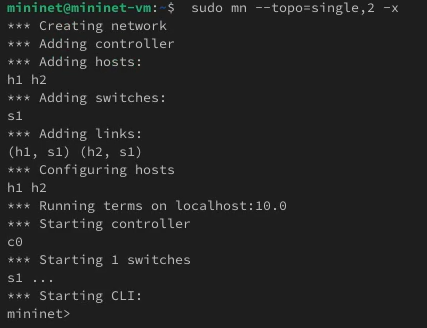 mininet@mininet-vm:~$  sudo mn --topo=single,2 -x
*** Creating network
*** Adding controller
*** Adding hosts:
h1 h2
*** Adding switches:
s1
*** Adding links:
(h1, s1) (h2, s1)
*** Configuring hosts
h1 h2
*** Running terms on localhost:10.0
*** Starting controller
c0
*** Starting 1 switches
s1 ...
*** Starting CLI:
mininet>